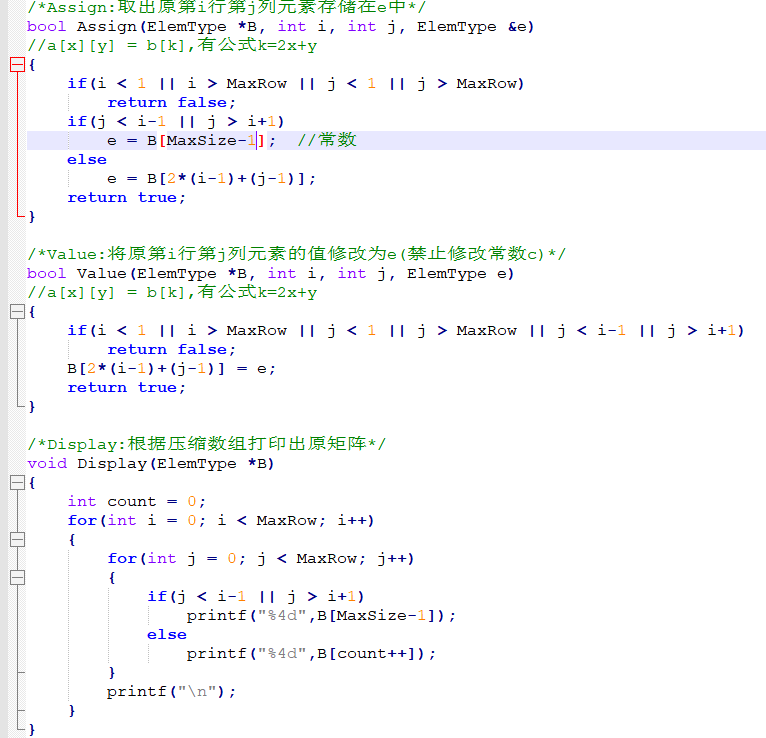 /*Assign:取出原第i行第j列元素存储在e中*/
bool Assign(ElemType *B, int i, int j, ElemType &e)
//a[x][y] = b[k],有公式k=2x+y
{
    if(i < 1 || i > MaxRow || j < 1 || j > MaxRow)
        return false;
    if(j < i-1 || j > i+1)
        e = B[MaxSize-1];  //常数
    else
        e = B[2*(i-1)+(j-1)];
    return true;
}
/*Value:将原第i行第j列元素的值修改为e(禁止修改常数c)*/
bool Value(ElemType *B, int i, int j, ElemType e)
//a[x][y] = b[k],有公式k=2x+y
{
    if(i < 1 || i > MaxRow || j < 1 || j > MaxRow || j < i-1 || j > i+1)
        return false;
    B[2*(i-1)+(j-1)] = e;
    return true;
}
/*Display:根据压缩数组打印出原矩阵*/
void Display(ElemType *B)
{
    int count = 0;
    for(int i = 0; i < MaxRow; i++)
    {
        for(int j = 0; j < MaxRow; j++)
        {
            if(j < i-1 || j > i+1)
                printf("%4d",B[MaxSize-1]);
            else
                printf("%4d",B[count++]);
        }
        printf("\n");
    }
}